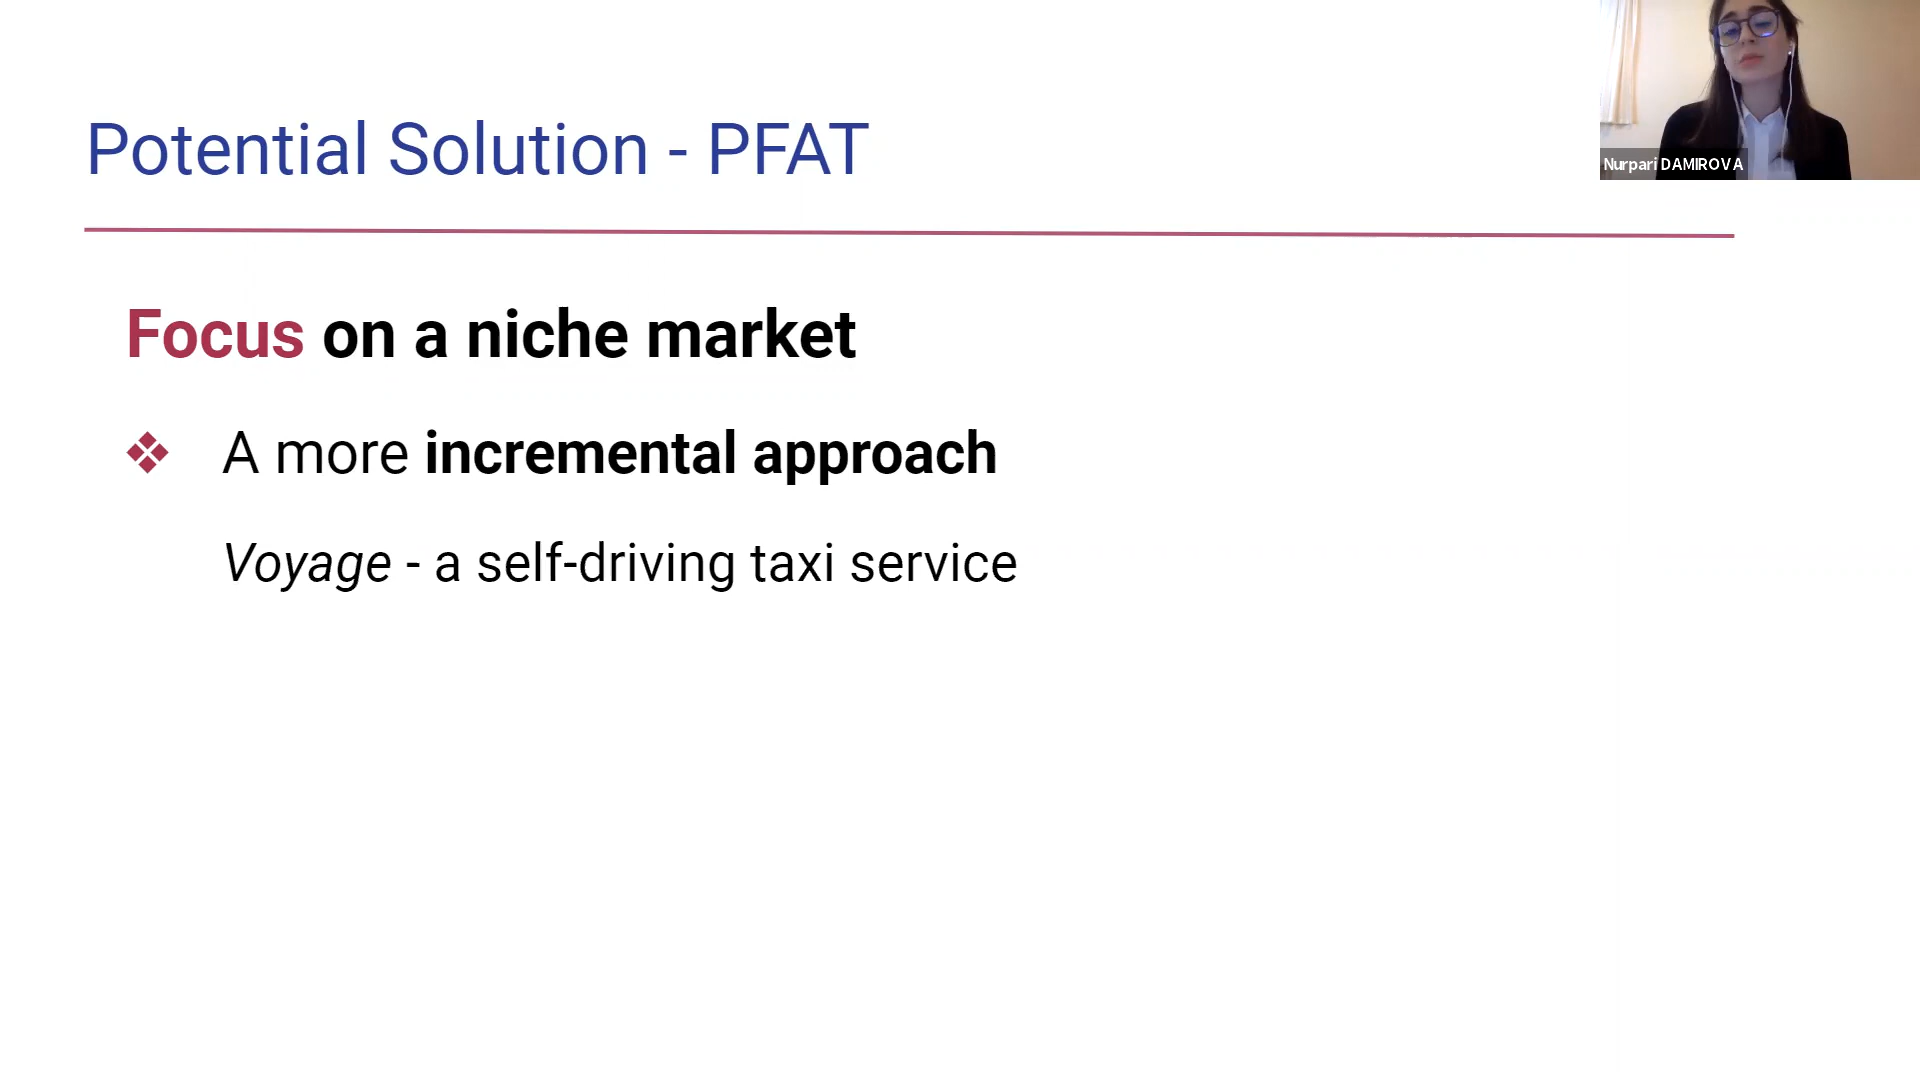 Potential Solution - PFAT
Nurpari DAMIROVA
Focus on a niche market
A more incremental approach
Voyage - a self-driving taxi service